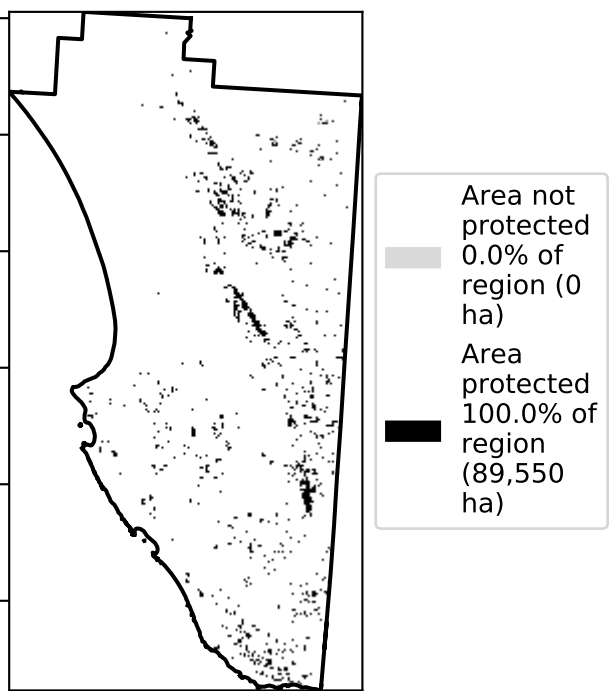 Area not
protected
0.0% of
region (0
ha)
Area
protected
100.0% of
region
(89,550
ha)